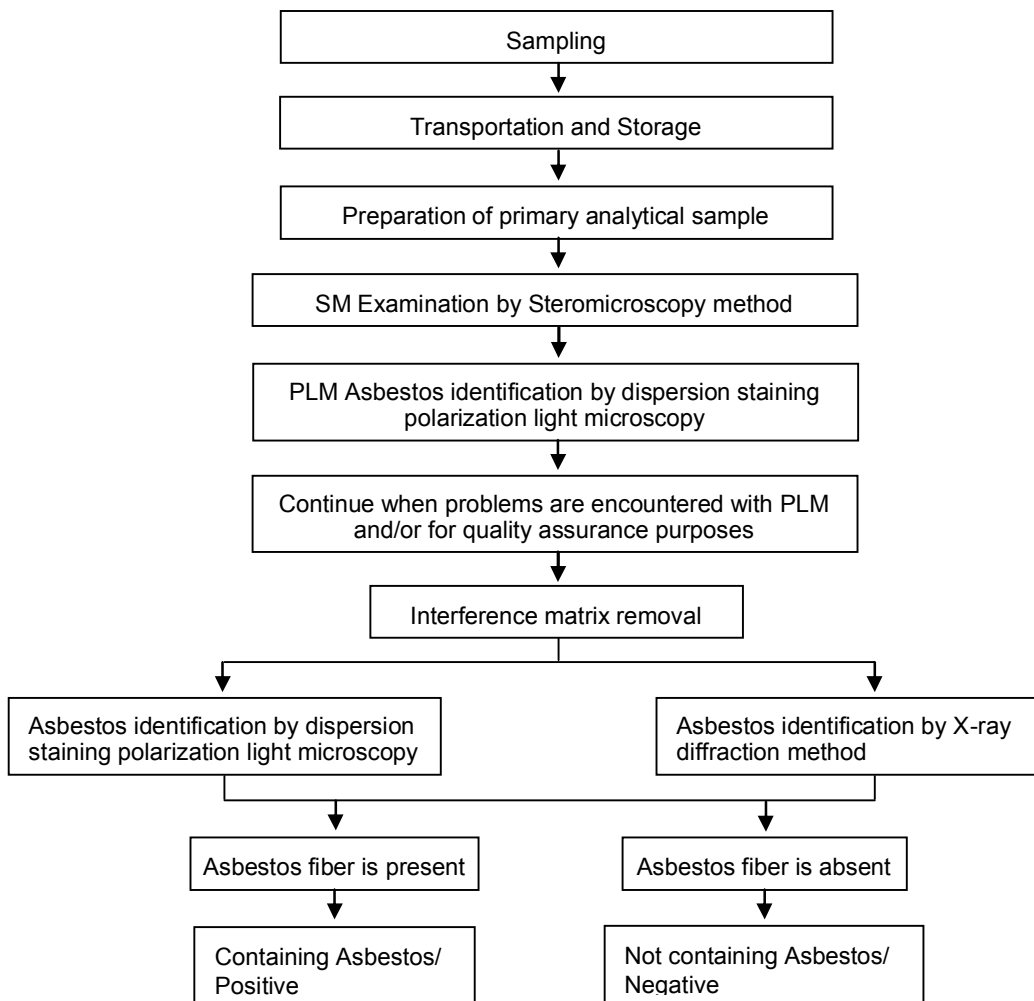 Sampling
Transportation and Storage
Preparation of primary analytical sample
SM Examination by Steromicroscopy method
PLM Asbestos identification by dispersion staining
polarization light microscopy
Continue when problems are encountered with PLM
and/or for quality assurance purposes
Interference matrix removal
Asbestos identification by dispersion
staining polarization light microscopy
Asbestos identification by X-ray
diffraction method
Asbestos fiber is present
Asbestos fiber is absent
Containing Asbestos/
Positive
Not containing Asbestos/
Negative